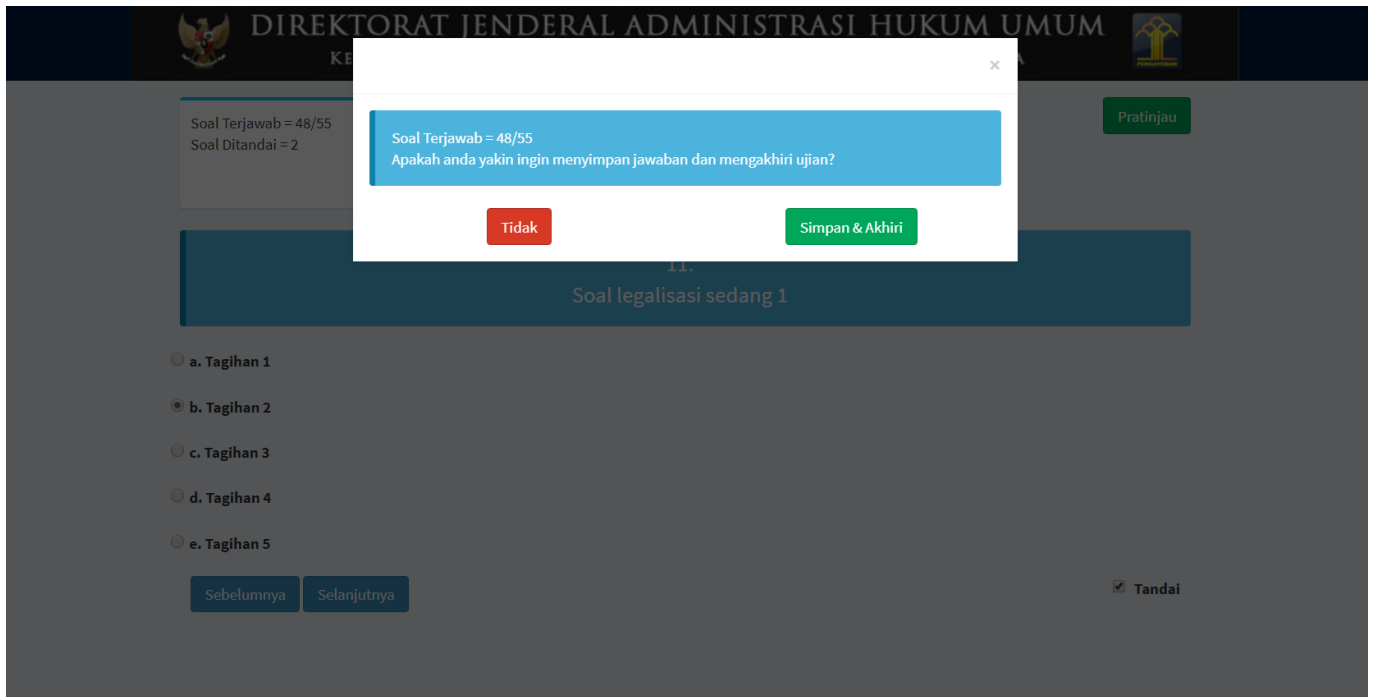 DIREKTORAT JENDERAL ADMINISTRASI HUKUM UMUM
KE
×
Soal Terjawab = 48/55
Soal Ditandai = 2
Pratinjau
Soal Terjawab = 48/55
Apakah anda yakin ingin menyimpan jawaban dan mengakhiri ujian?
Tidak
Simpan & Akhiri
11.
Soal legalisasi sedang 1
a. Tagihan 1
b. Tagihan 2
c. Tagihan 3
d. Tagihan 4
e. Tagihan 5
Sebelumnya
Selanjutnya
Tandai